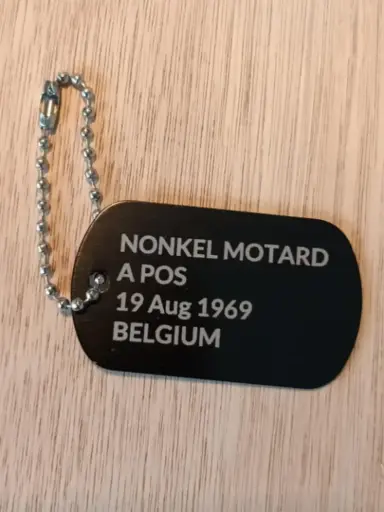 NONKEL MOTARD
A POS
19 Aug 1969
BELGIUM